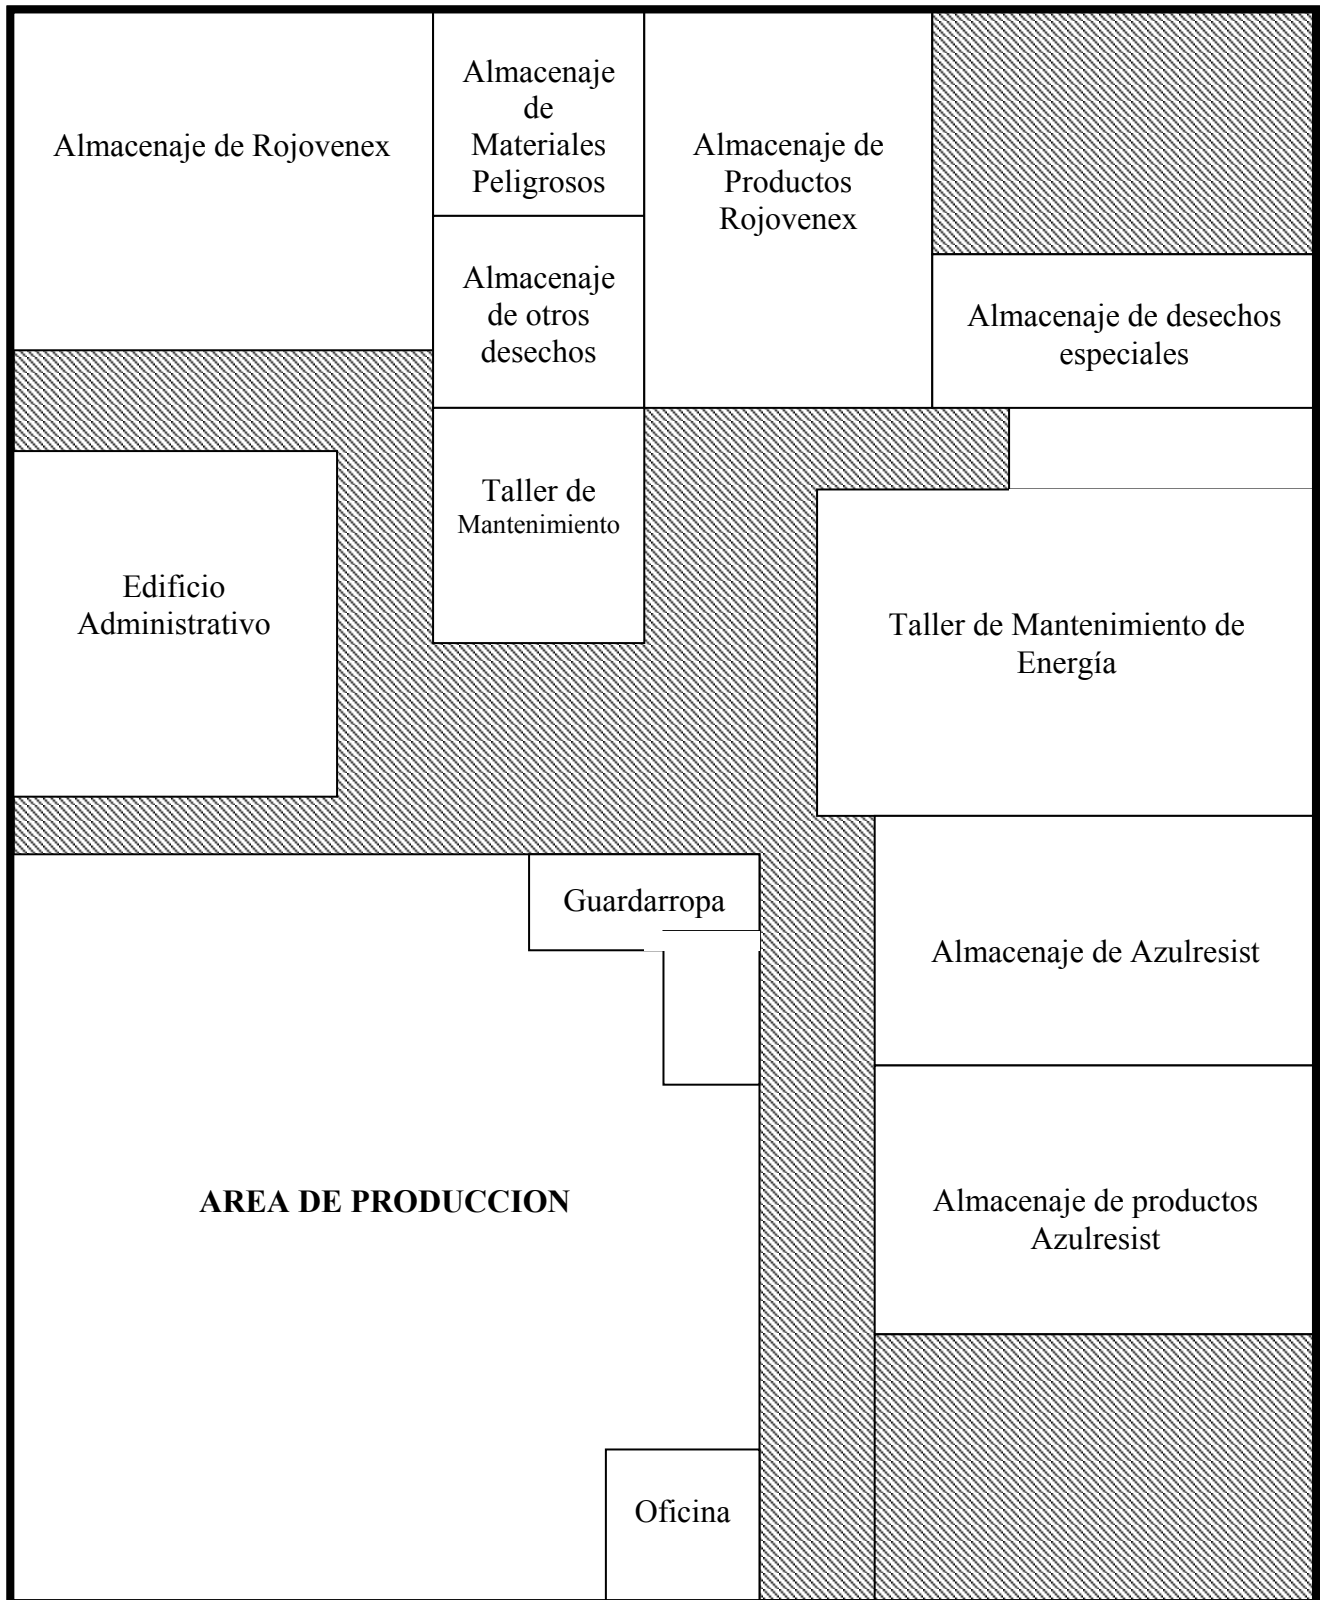 Almacenaje de Rojovenex
Almacenaje
de
Materiales
Peligrosos
Almacenaje de
Productos
Rojovenex
Almacenaje
de otros
desechos
Almacenaje de desechos
especiales
Taller de
Mantenimiento
Edificio
Administrativo
Taller de Mantenimiento de
Energía
Guardarropa
Almacenaje de Azulresist
AREA DE PRODUCCION
Almacenaje de productos
Azulresist
Oficina